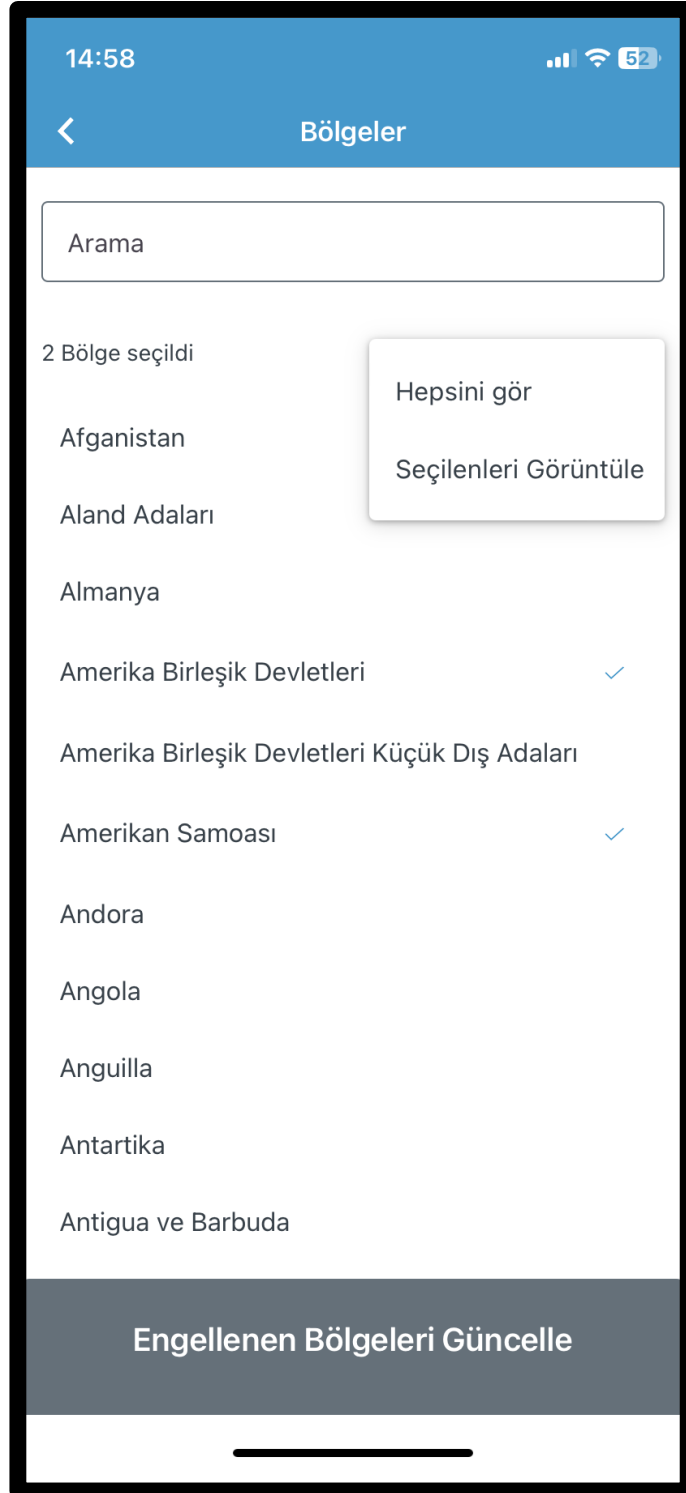 14:58
52
Bölgeler
Arama
2 Bölge seçildi
Hepsini gör
Seçilenleri Görüntüle
Afganistan
Aland Adaları
Almanya
Amerika Birleşik Devletleri
Amerika Birleşik Devletleri Küçük Dış Adaları
Amerikan Samoası
Andora
Angola
Anguilla
Antartika
Antigua ve Barbuda
Engellenen Bölgeleri Güncelle